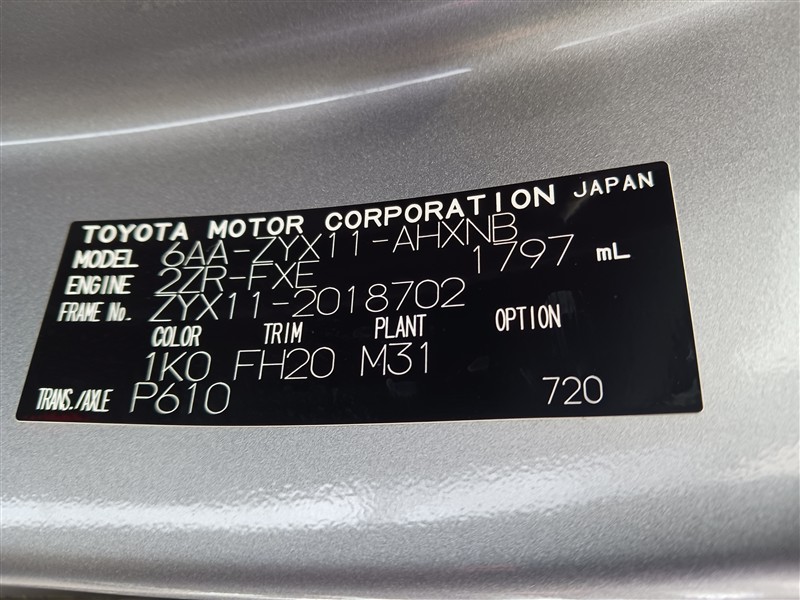 TOYOTA MOTOR CORPORATION JAPAN
MODEL 6AA-ZYX11-AHXNB
ENGINE 2ZR-FXE 1797 mL
FRAME No. ZYX11-2018702
COLOR TRIM PLANT OPTION
1K0 FH20 M31
TRANS./AXLE P610 720